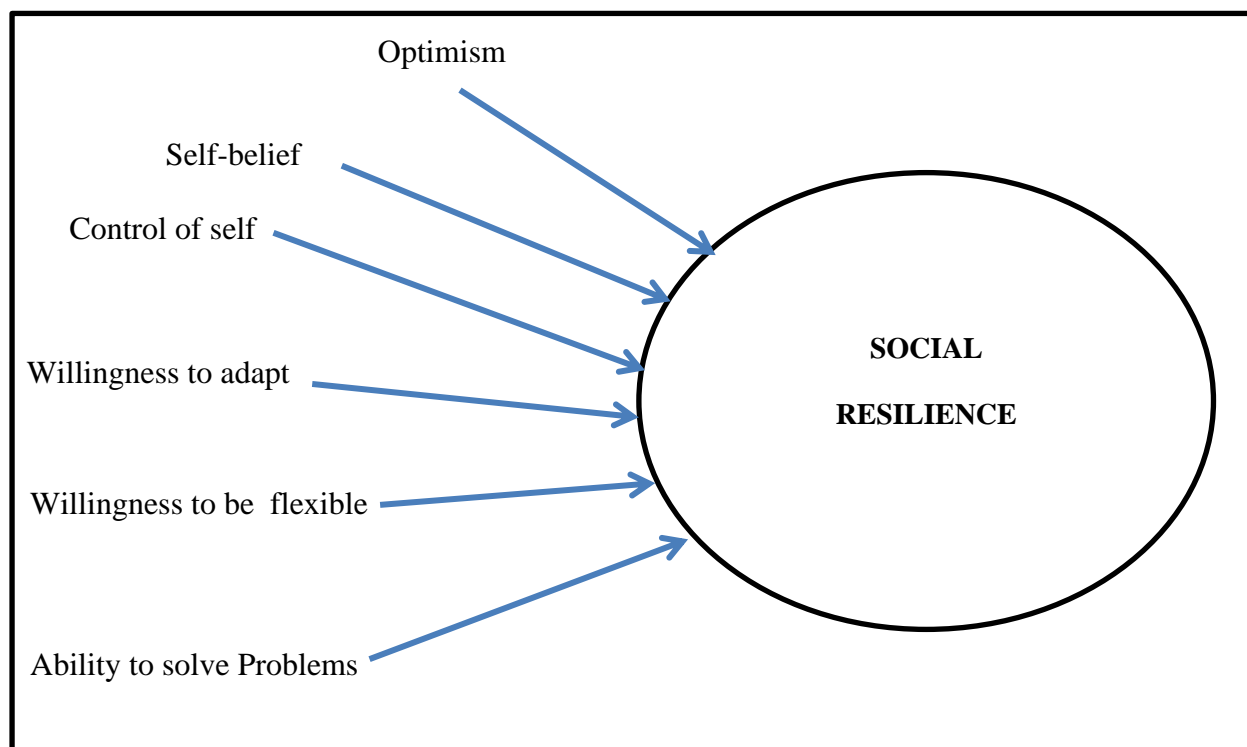 Optimism
Self-belief
Control of self
Willingness to adapt
Willingness to be  flexible
Ability to solve Problems
SOCIAL
RESILIENCE